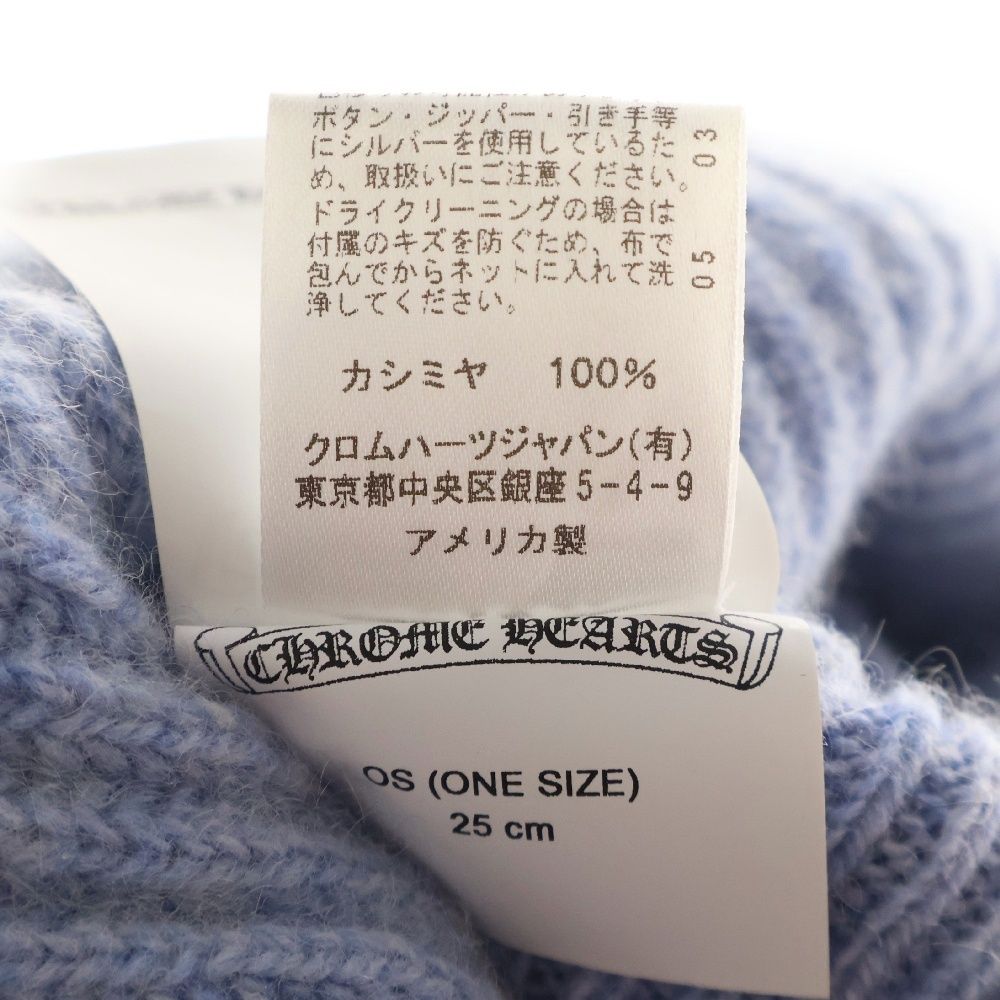 ボタン・ジッパー・引き手等
にシルバーを使用しているた
め、取扱いにご注意ください。
ドライクリーニングの場合は
付属のキズを防ぐため、布で
包んでからネットに入れて洗
浄してください。
カシミヤ 100%
クロムハーツジャパン(有)
東京都中央区銀座5-4-9
アメリカ製
05 03
CHROME HEARTS
OS (ONE SIZE)
25 cm